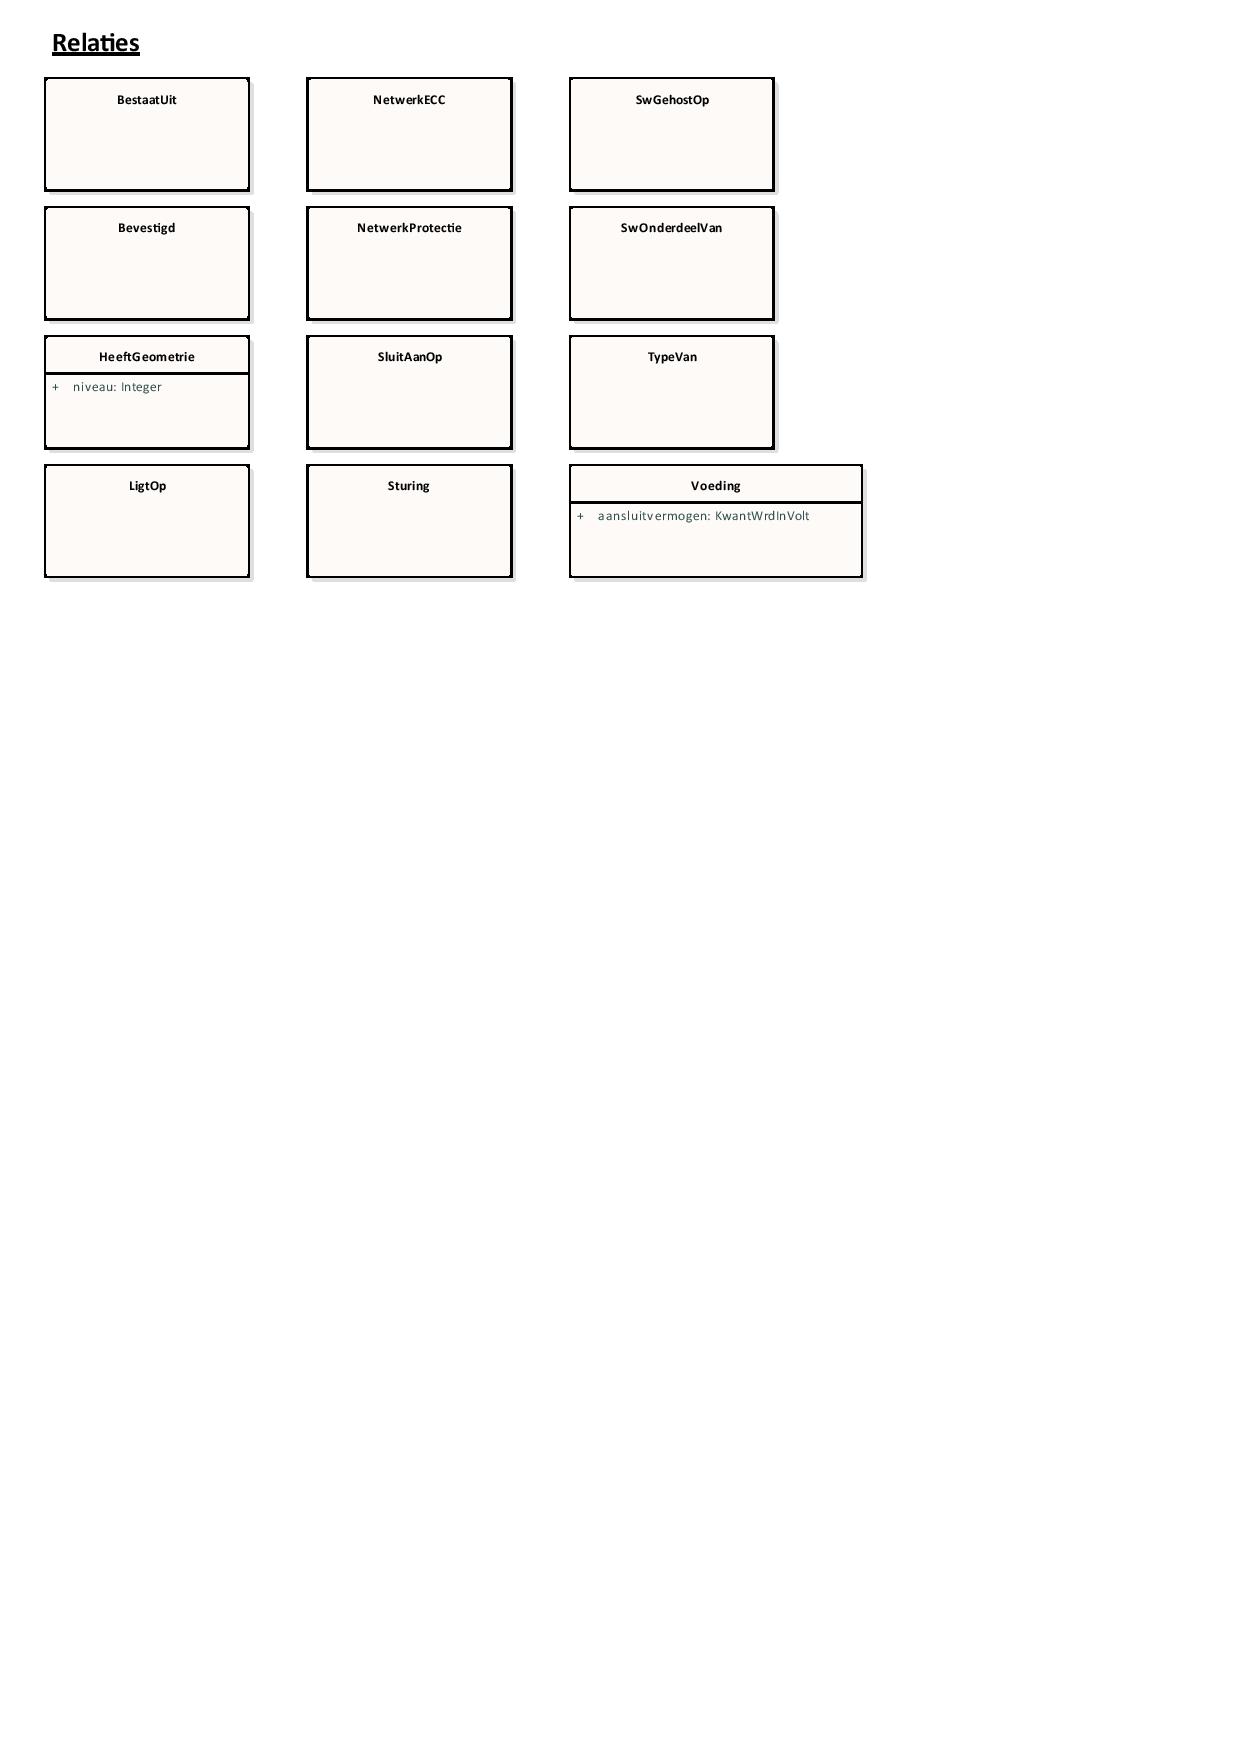 Relaties
BestaatUit
NetwerkECC
SwGehostOp
Bevestigd
NetwerkProtectie
SwOnderdeelVan
HeeftGeometrie
+ niveau: Integer
SluitAanOp
TypeVan
LigtOp
Sturing
Voeding
+ aansluitvermogen: KwantWrdInVolt